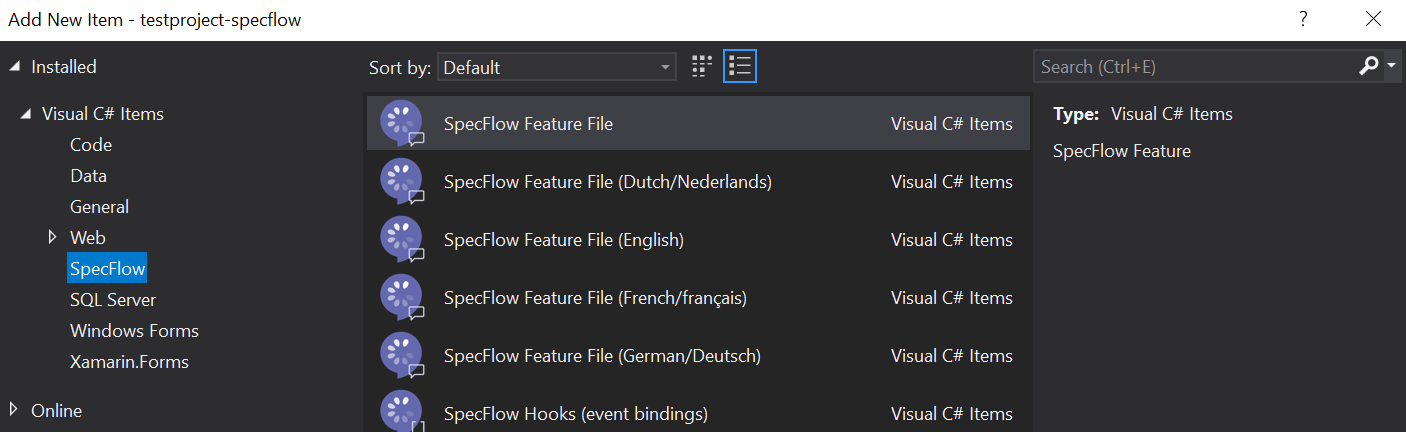 Add New Item - testproject-specflow
?
Installed
Visual C# Items
Code
Data
General
Web
SpecFlow
SQL Server
Windows Forms
Xamarin.Forms
Online
Sort by: Default
SpecFlow Feature File Visual C# Items
SpecFlow Feature File (Dutch/Nederlands) Visual C# Items
SpecFlow Feature File (English) Visual C# Items
SpecFlow Feature File (French/français) Visual C# Items
SpecFlow Feature File (German/Deutsch) Visual C# Items
SpecFlow Hooks (event bindings) Visual C# Items
Search (Ctrl+E)
Type: Visual C# Items
SpecFlow Feature